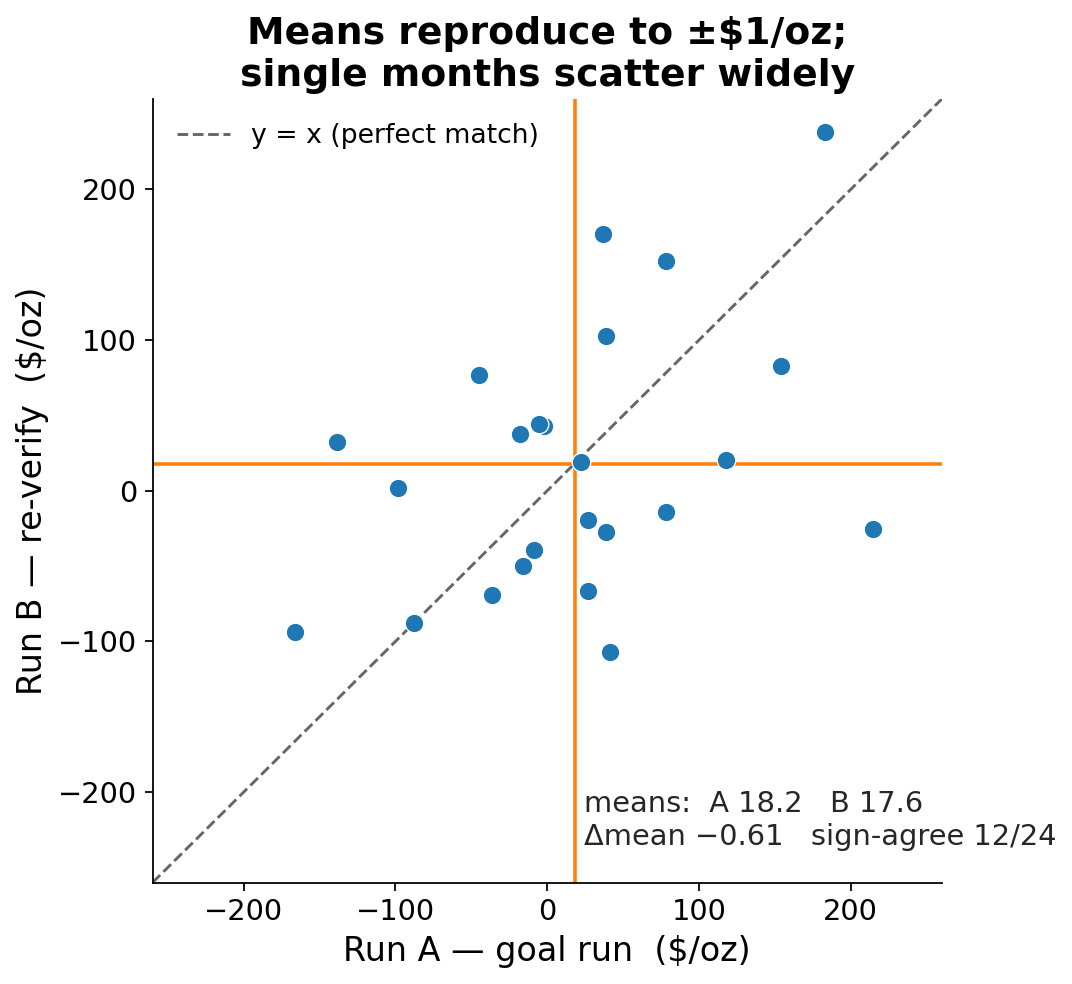 Means reproduce to ±$1/oz;
single months scatter widely
y = x (perfect match)
200
100
0
−100
−200
Run B — re-verify  ($/oz)
means:  A 18.2   B 17.6
Δmean −0.61   sign-agree 12/24
−200
−100
0
100
200
Run A — goal run  ($/oz)